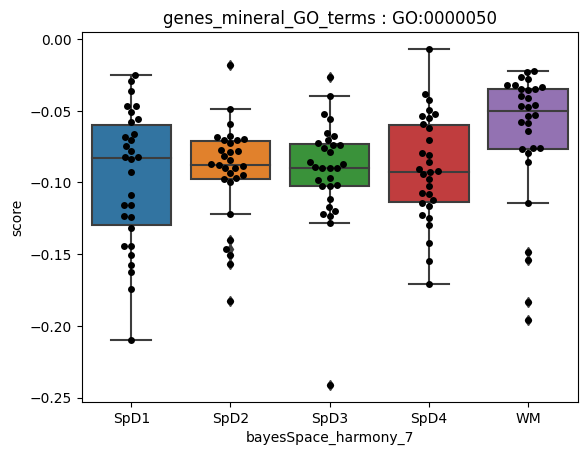 genes_mineral_GO_terms : GO:0000050
0.00
−0.05
−0.10
−0.15
−0.20
−0.25
score
SpD1 SpD2 SpD3 SpD4 WM
bayesSpace_harmony_7